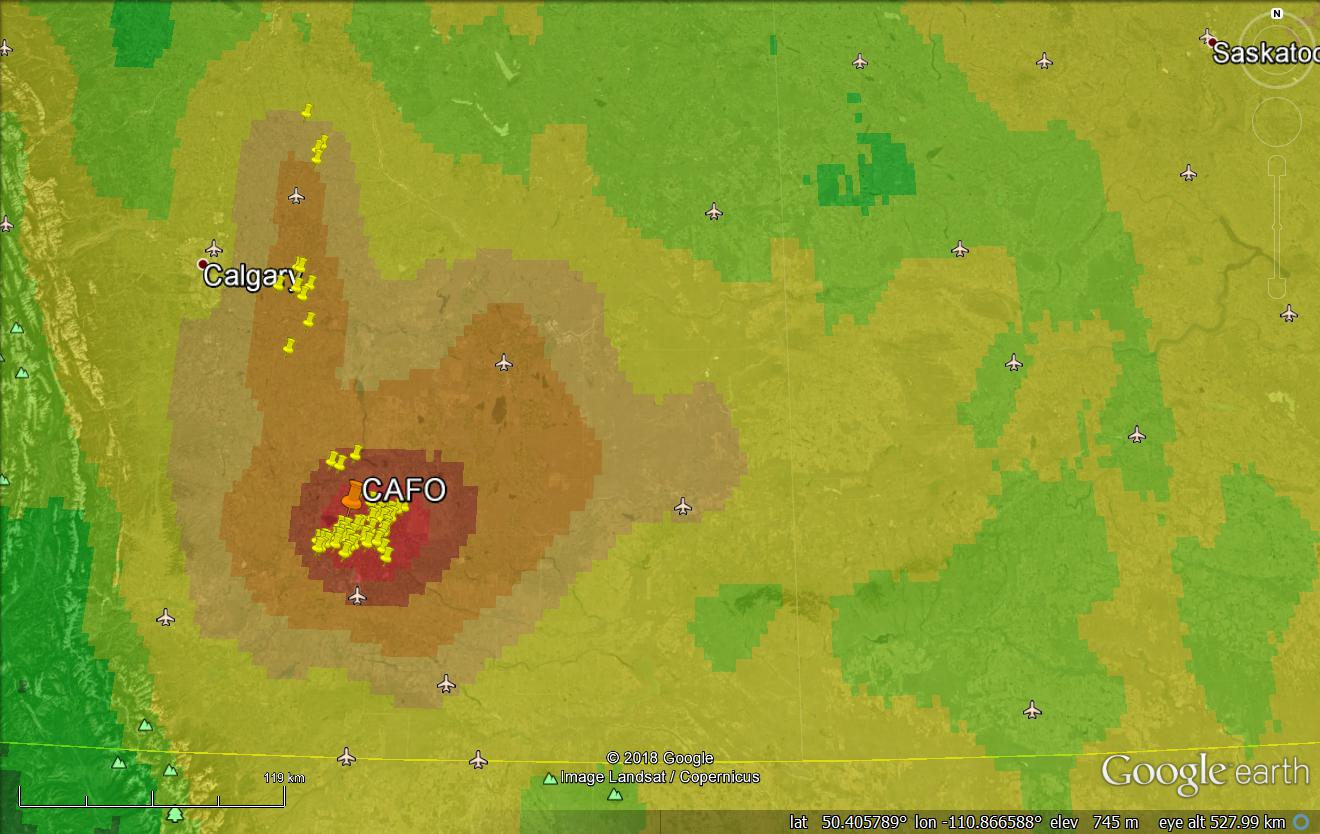 N
Saskatoo
Calgary
CAFO
© 2018 Google
Image Landsat / Copernicus
119 km
Google earth
lat 50.405789° lon -110.866588° elev 745 m eye alt 527.99 km